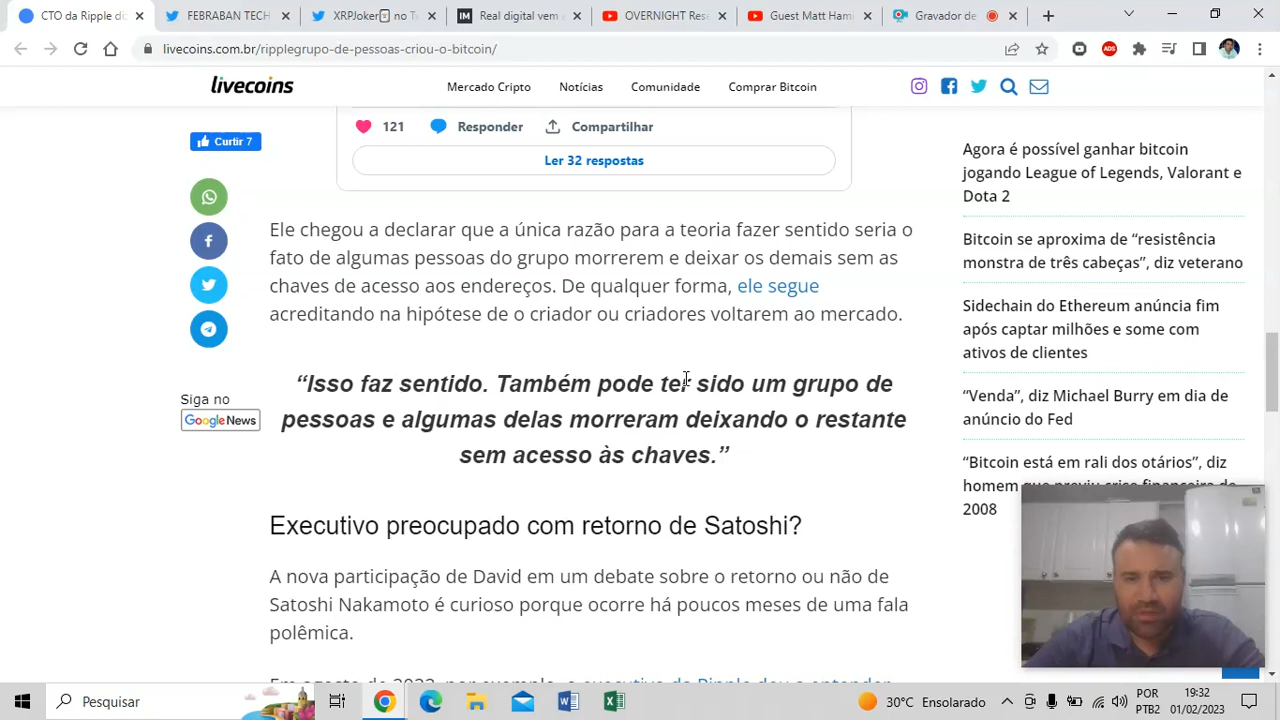 CTO da Ripple di
FEBRABAN TECH
XRPJoker no Tv
Real digital vem e
OVERNIGHT Rese
Guest Matt Hami
Gravador de
livecoins.com.br/ripplegrupo-de-pessoas-criou-o-bitcoin/
livecoins
Mercado Cripto
Notícias
Comunidade
Comprar Bitcoin
Curtir 7
121
Responder
Compartilhar
Ler 32 respostas
Ele chegou a declarar que a única razão para a teoria fazer sentido seria o
fato de algumas pessoas do grupo morrerem e deixar os demais sem as
chaves de acesso aos endereços. De qualquer forma, ele segue
acreditando na hipótese de o criador ou criadores voltarem ao mercado.
“Isso faz sentido. Também pode ter sido um grupo de
pessoas e algumas delas morreram deixando o restante
sem acesso às chaves.”
Siga no
Google News
Executivo preocupado com retorno de Satoshi?
A nova participação de David em um debate sobre o retorno ou não de
Satoshi Nakamoto é curioso porque ocorre há poucos meses de uma fala
polêmica.
Agora é possível ganhar bitcoin
jogando League of Legends, Valorant e
Dota 2
Bitcoin se aproxima de “resistência
monstra de três cabeças”, diz veterano
Sidechain do Ethereum anúncia fim
após captar milhões e some com
ativos de clientes
“Venda”, diz Michael Burry em dia de
anúncio do Fed
“Bitcoin está em rali dos otários”, diz
homem que previu crise financeira de
2008
Pesquisar
30°C Ensolarado
POR
PTB2
19:32
01/02/2023